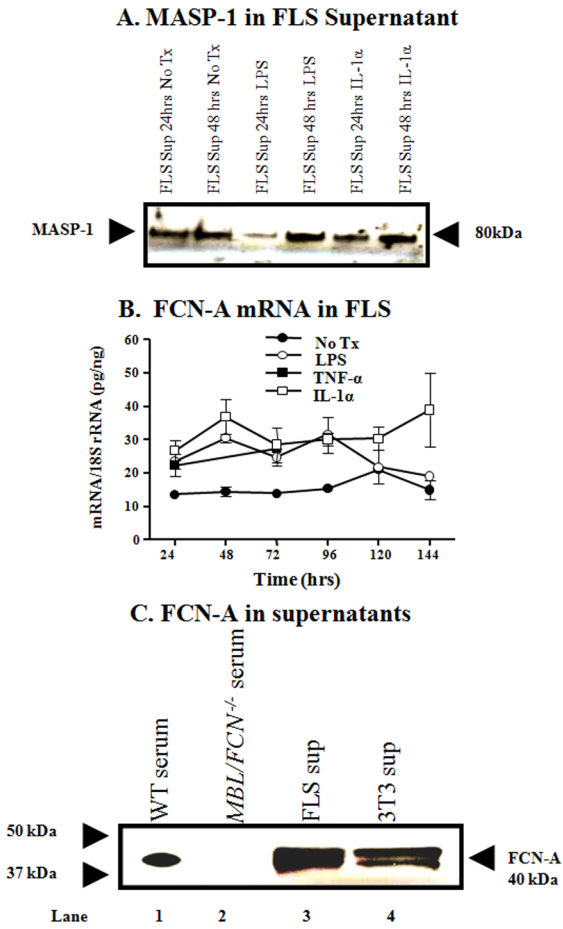 A. MASP-1 in FLS Supernatant
FLS Sup 24hrs No Tx
FLS Sup 48 hrs No Tx
FLS Sup 24hrs LPS
FLS Sup 48 hrs LPS
FLS Sup 24hrs IL-1α
FLS Sup 48 hrs IL-1α
MASP-1
80kDa
B. FCN-A mRNA in FLS
No Tx
LPS
TNF-α
IL-1α
mRNA/18S rRNA (pg/ng)
60
50
40
30
20
10
0
24 48 72 96 120 144
Time (hrs)
C. FCN-A in supernatants
WT serum
MBL/FCN-/- serum
FLS sup
3T3 sup
50 kDa
37 kDa
FCN-A
40 kDa
Lane 1 2 3 4